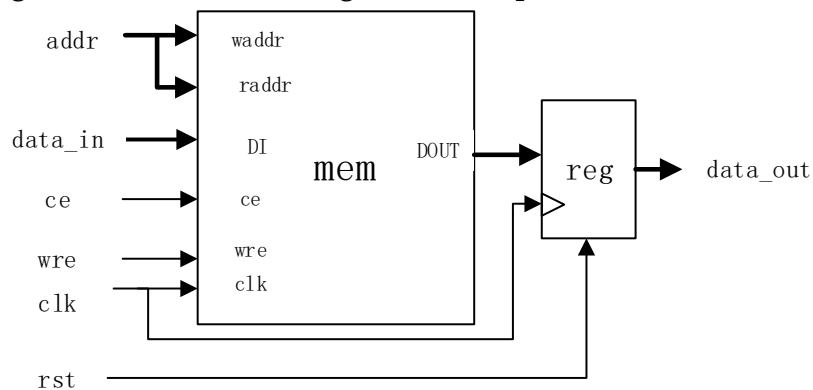 addr
waddr
raddr
data_in
DI
DOUT
mem
reg
data_out
ce
ce
wre
wre
clk
clk
rst